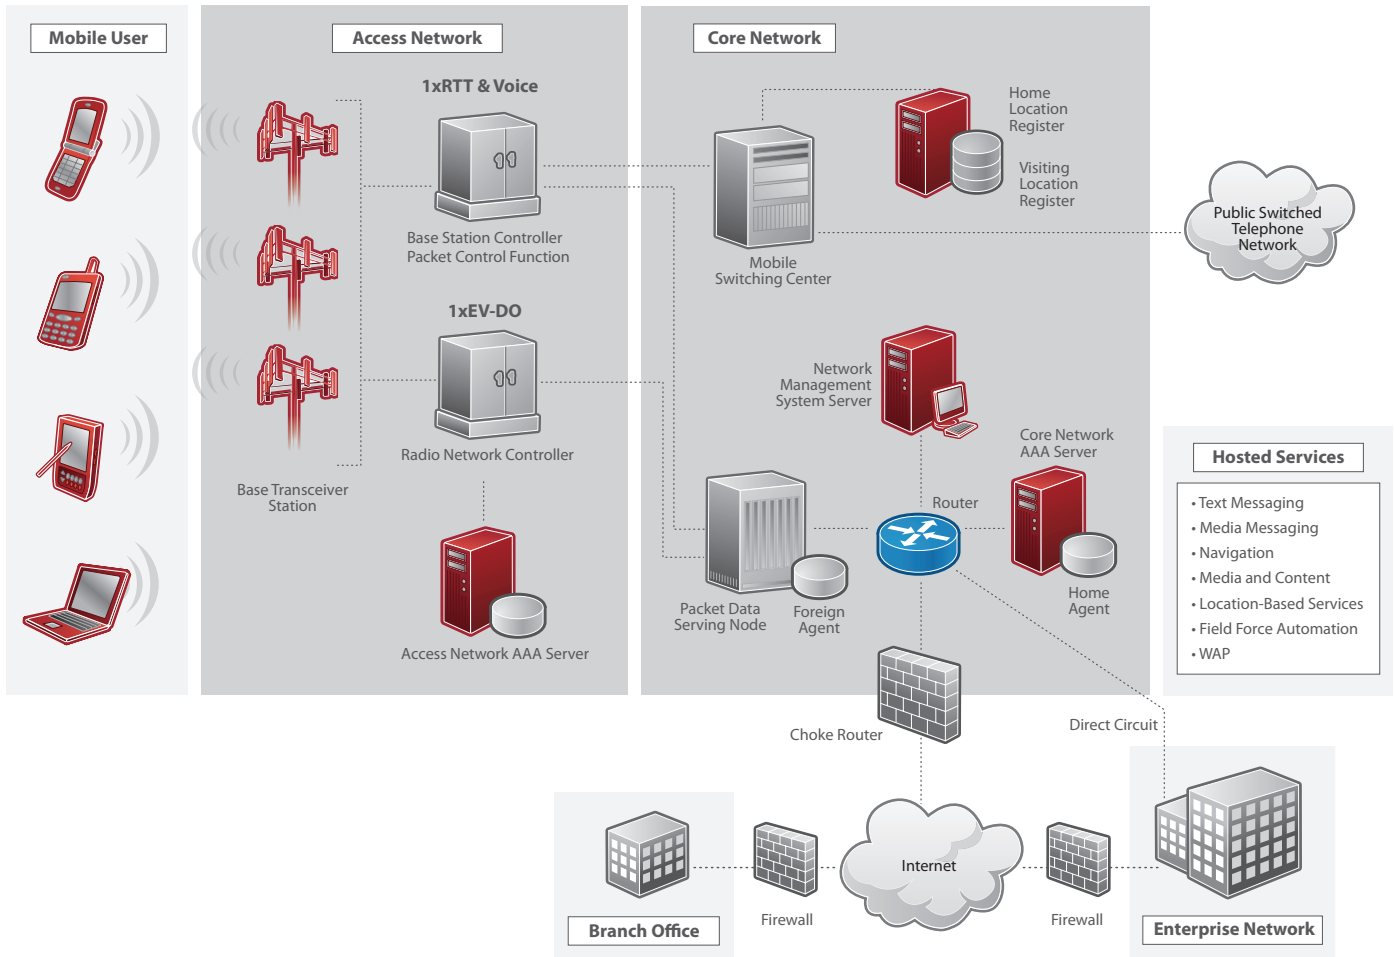 Mobile User
Access Network
Core Network
1xRTT & Voice
Base Station Controller
Packet Control Function
1xEV-DO
Radio Network Controller
Base Transceiver
Station
Access Network AAA Server
Home
Location
Register
Visiting
Location
Register
Mobile
Switching Center
Public Switched
Telephone
Network
Network
Management
System Server
Core Network
AAA Server
Router
Packet Data
Serving Node
Foreign
Agent
Home
Agent
Hosted Services
• Text Messaging
• Media Messaging
• Navigation
• Media and Content
• Location-Based Services
• Field Force Automation
• WAP
Choke Router
Direct Circuit
Internet
Firewall
Firewall
Branch Office
Enterprise Network